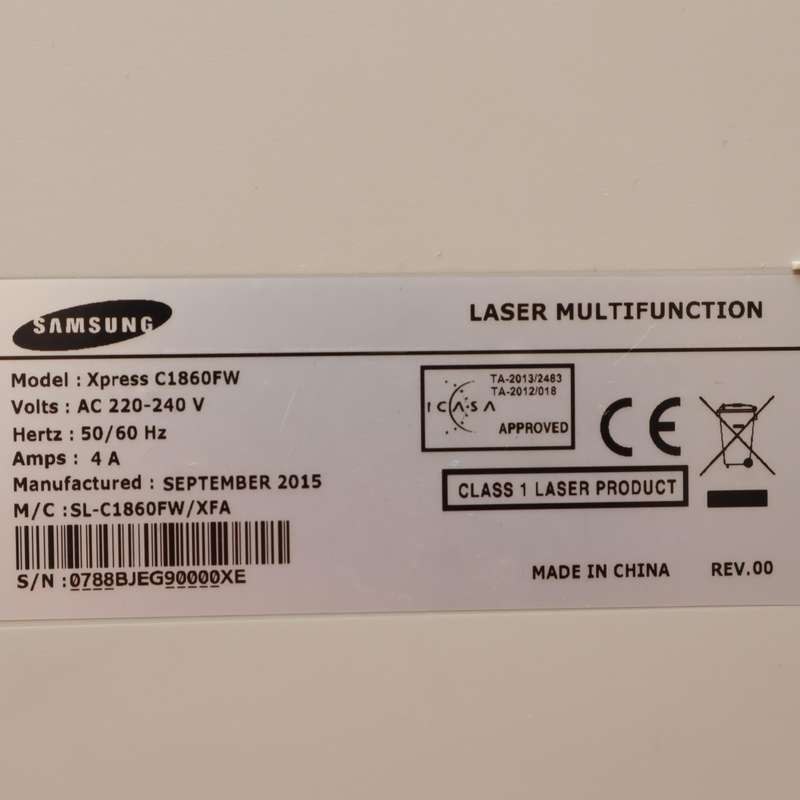 SAMSUNG
LASER MULTIFUNCTION
Model : Xpress C1860FW
Volts : AC 220-240 V
Hertz : 50/60 Hz
Amps : 4 A
Manufactured : SEPTEMBER 2015
M/C : SL-C1860FW/XFA
S/N : 0788BJEG90000XE
TA-2013/2483
TA-2012/018
ICASA
APPROVED
CE
CLASS 1 LASER PRODUCT
MADE IN CHINA
REV.00